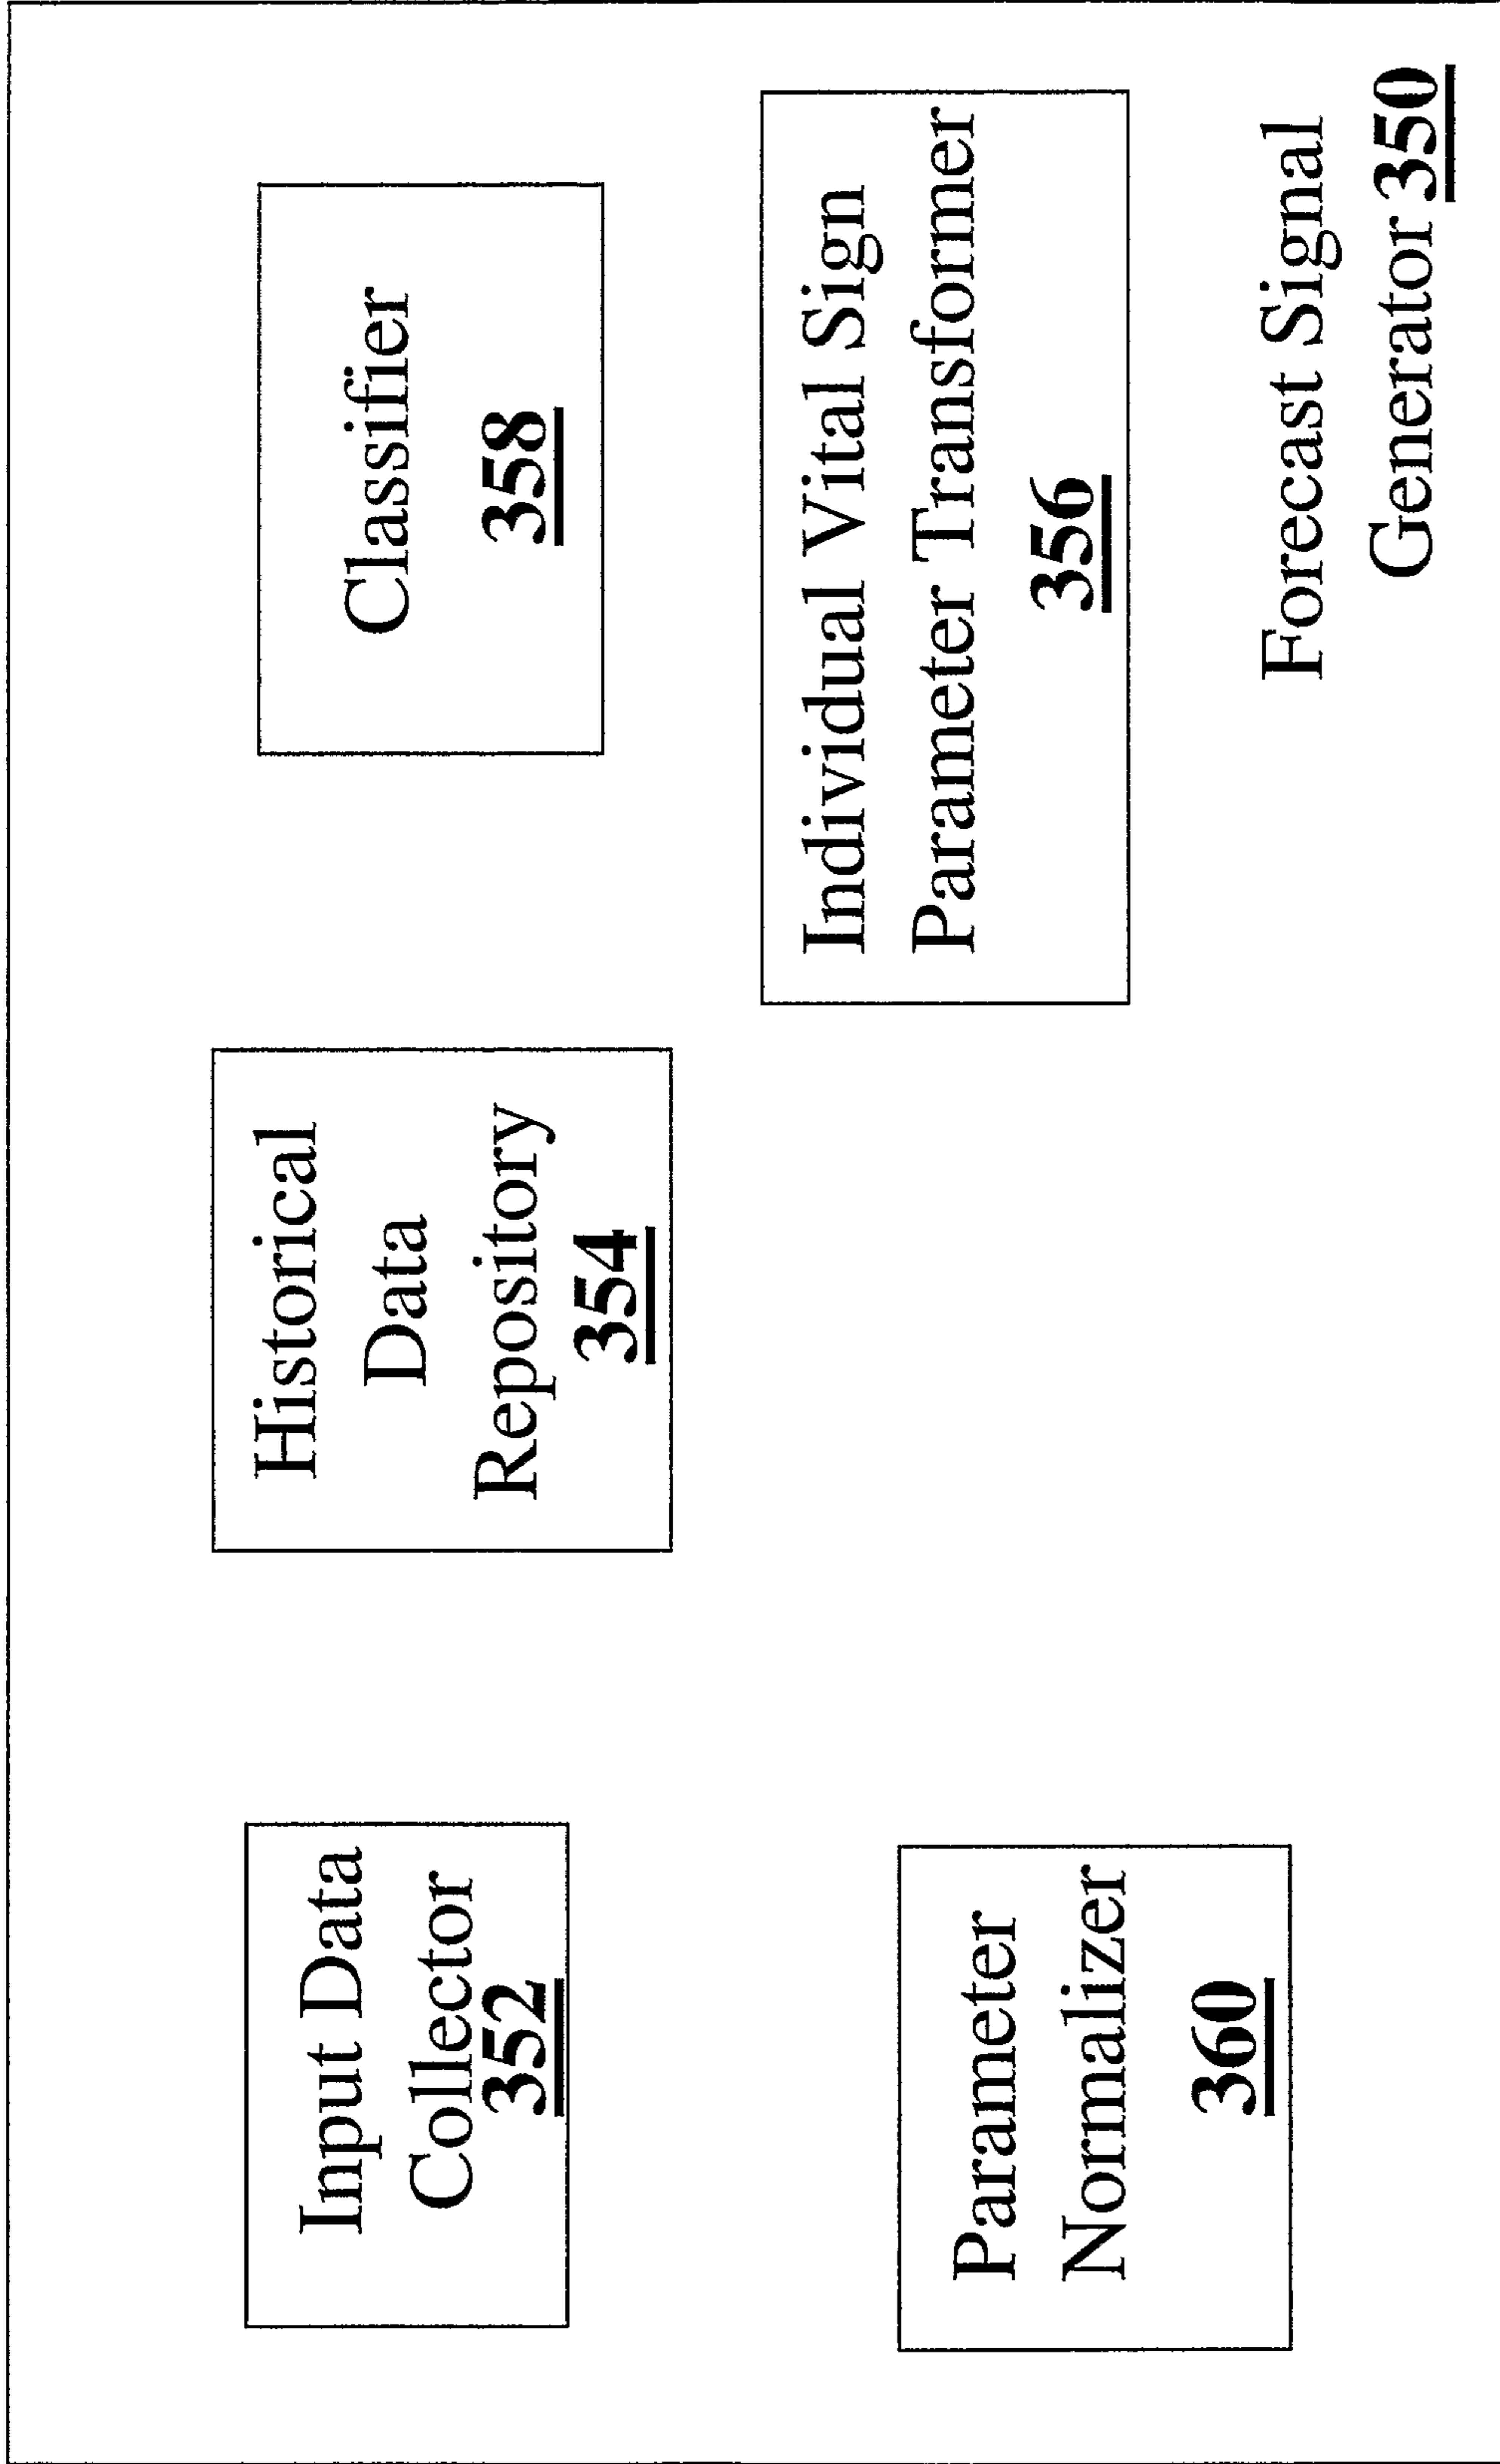 Input Data
Collector
352
Historical
Data
Repository
354
Classifier
358
Parameter
Normalizer
360
Individual Vital Sign
Parameter Transformer
356
Forecast Signal
Generator 350